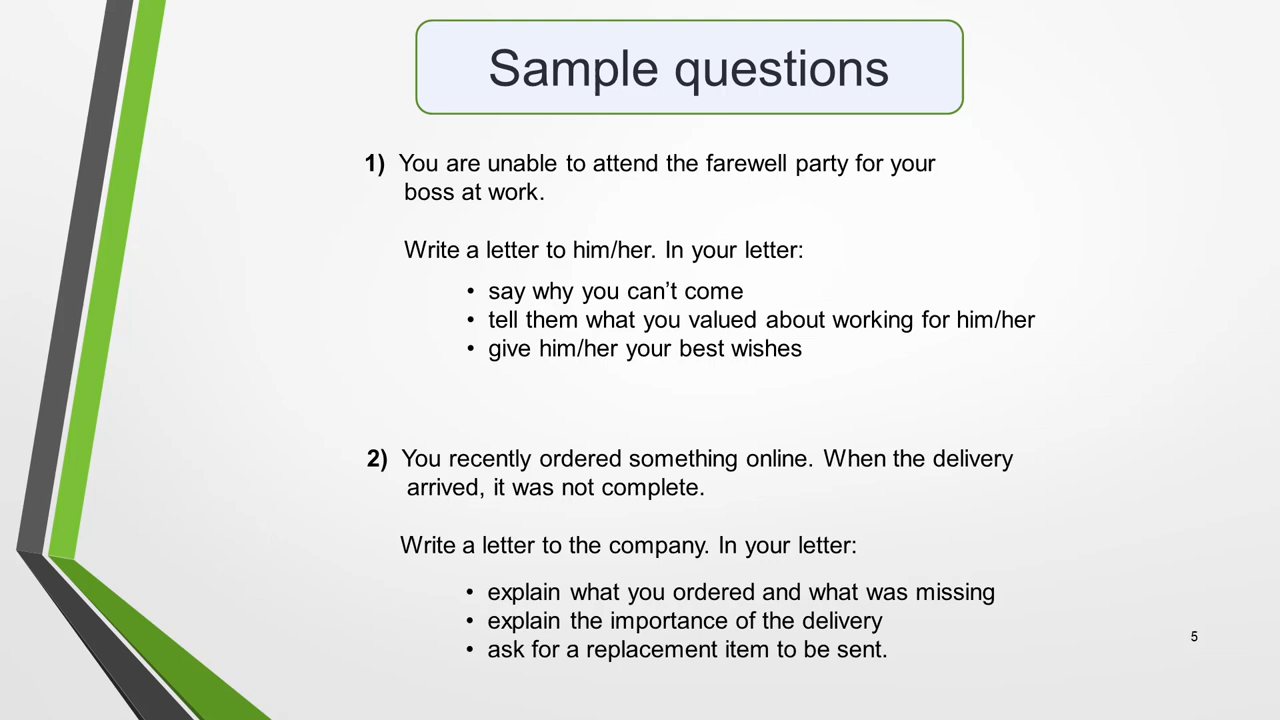 Sample questions
1) You are unable to attend the farewell party for your
boss at work.
Write a letter to him/her. In your letter:
• say why you can’t come
• tell them what you valued about working for him/her
• give him/her your best wishes
2) You recently ordered something online. When the delivery
arrived, it was not complete.
Write a letter to the company. In your letter:
• explain what you ordered and what was missing
• explain the importance of the delivery
• ask for a replacement item to be sent.
5